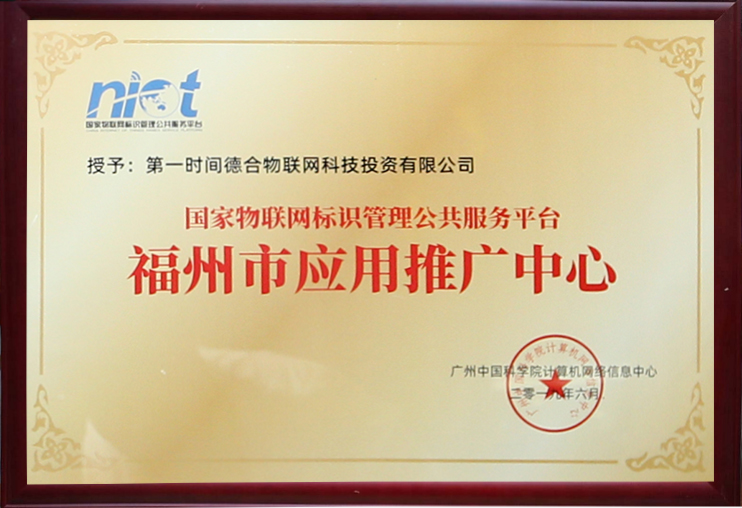 niot
国家物联网标识管理公共服务平台
授予：第一时间德合物联网科技投资有限公司
国家物联网标识管理公共服务平台
福州市应用推广中心
广州中国科学院计算机网络信息中心
二零一九年六月